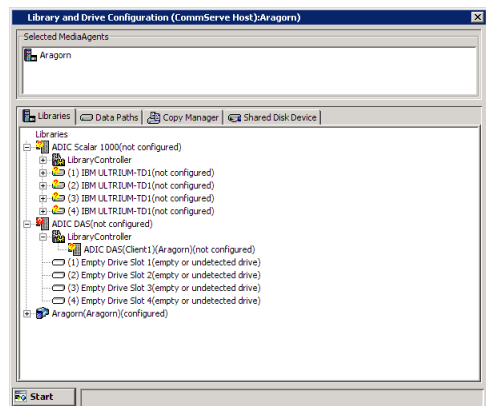 Library and Drive Configuration (CommServe Host):Aragorn)
Selected MediaAgents
Aragorn
Libraries Data Paths Copy Manager Shared Disk Device
Libraries
ADIC Scalar 1000(not configured)
LibraryController
(1) IBM ULTRIUM-TD1(not configured)
(2) IBM ULTRIUM-TD1(not configured)
(3) IBM ULTRIUM-TD1(not configured)
(4) IBM ULTRIUM-TD1(not configured)
ADIC DAS(not configured)
LibraryController
ADIC DAS(Client1)(Aragorn)(not configured)
(1) Empty Drive Slot 1(empty or undetected drive)
(2) Empty Drive Slot 2(empty or undetected drive)
(3) Empty Drive Slot 3(empty or undetected drive)
(4) Empty Drive Slot 4(empty or undetected drive)
Aragorn(Aragorn)(configured)
Start